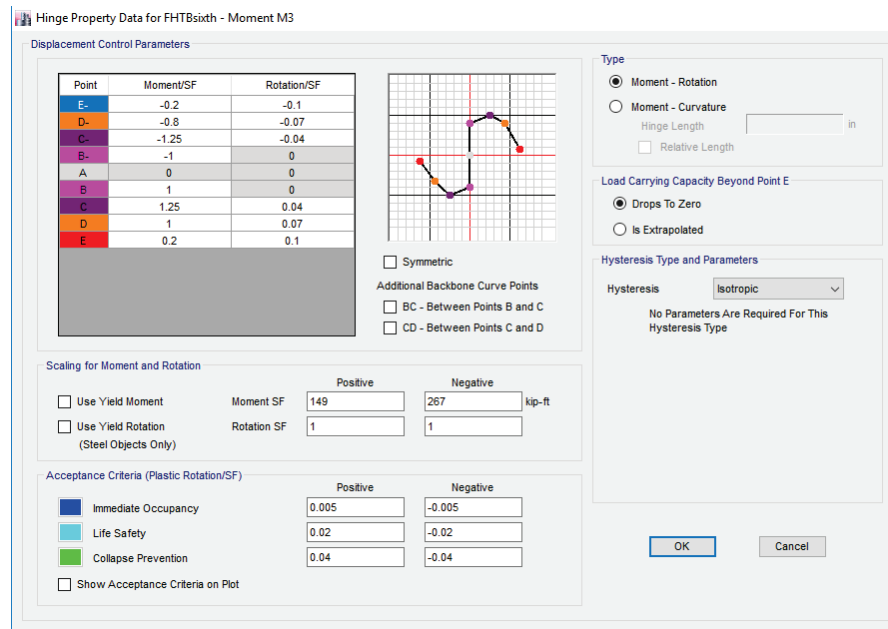 Hinge Property Data for FHTBsixth - Moment M3
Displacement Control Parameters
Point Moment/SF Rotation/SF
E- -0.2 -0.1
D- -0.8 -0.07
C- -1.25 -0.04
B- -1 0
A 0 0
B 1 0
C 1.25 0.04
D 1 0.07
E 0.2 0.1
Symmetric
Additional Backbone Curve Points
BC - Between Points B and C
CD - Between Points C and D
Scaling for Moment and Rotation
Positive Negative
Use Yield Moment Moment SF 149 267 kip-ft
Use Yield Rotation Rotation SF 1 1
(Steel Objects Only)
Acceptance Criteria (Plastic Rotation/SF)
Positive Negative
Immediate Occupancy 0.005 -0.005
Life Safety 0.02 -0.02
Collapse Prevention 0.04 -0.04
Show Acceptance Criteria on Plot
Type
Moment - Rotation
Moment - Curvature
Hinge Length in
Relative Length
Load Carrying Capacity Beyond Point E
Drops To Zero
Is Extrapolated
Hysteresis Type and Parameters
Hysteresis Isotropic
No Parameters Are Required For This
Hysteresis Type
OK Cancel